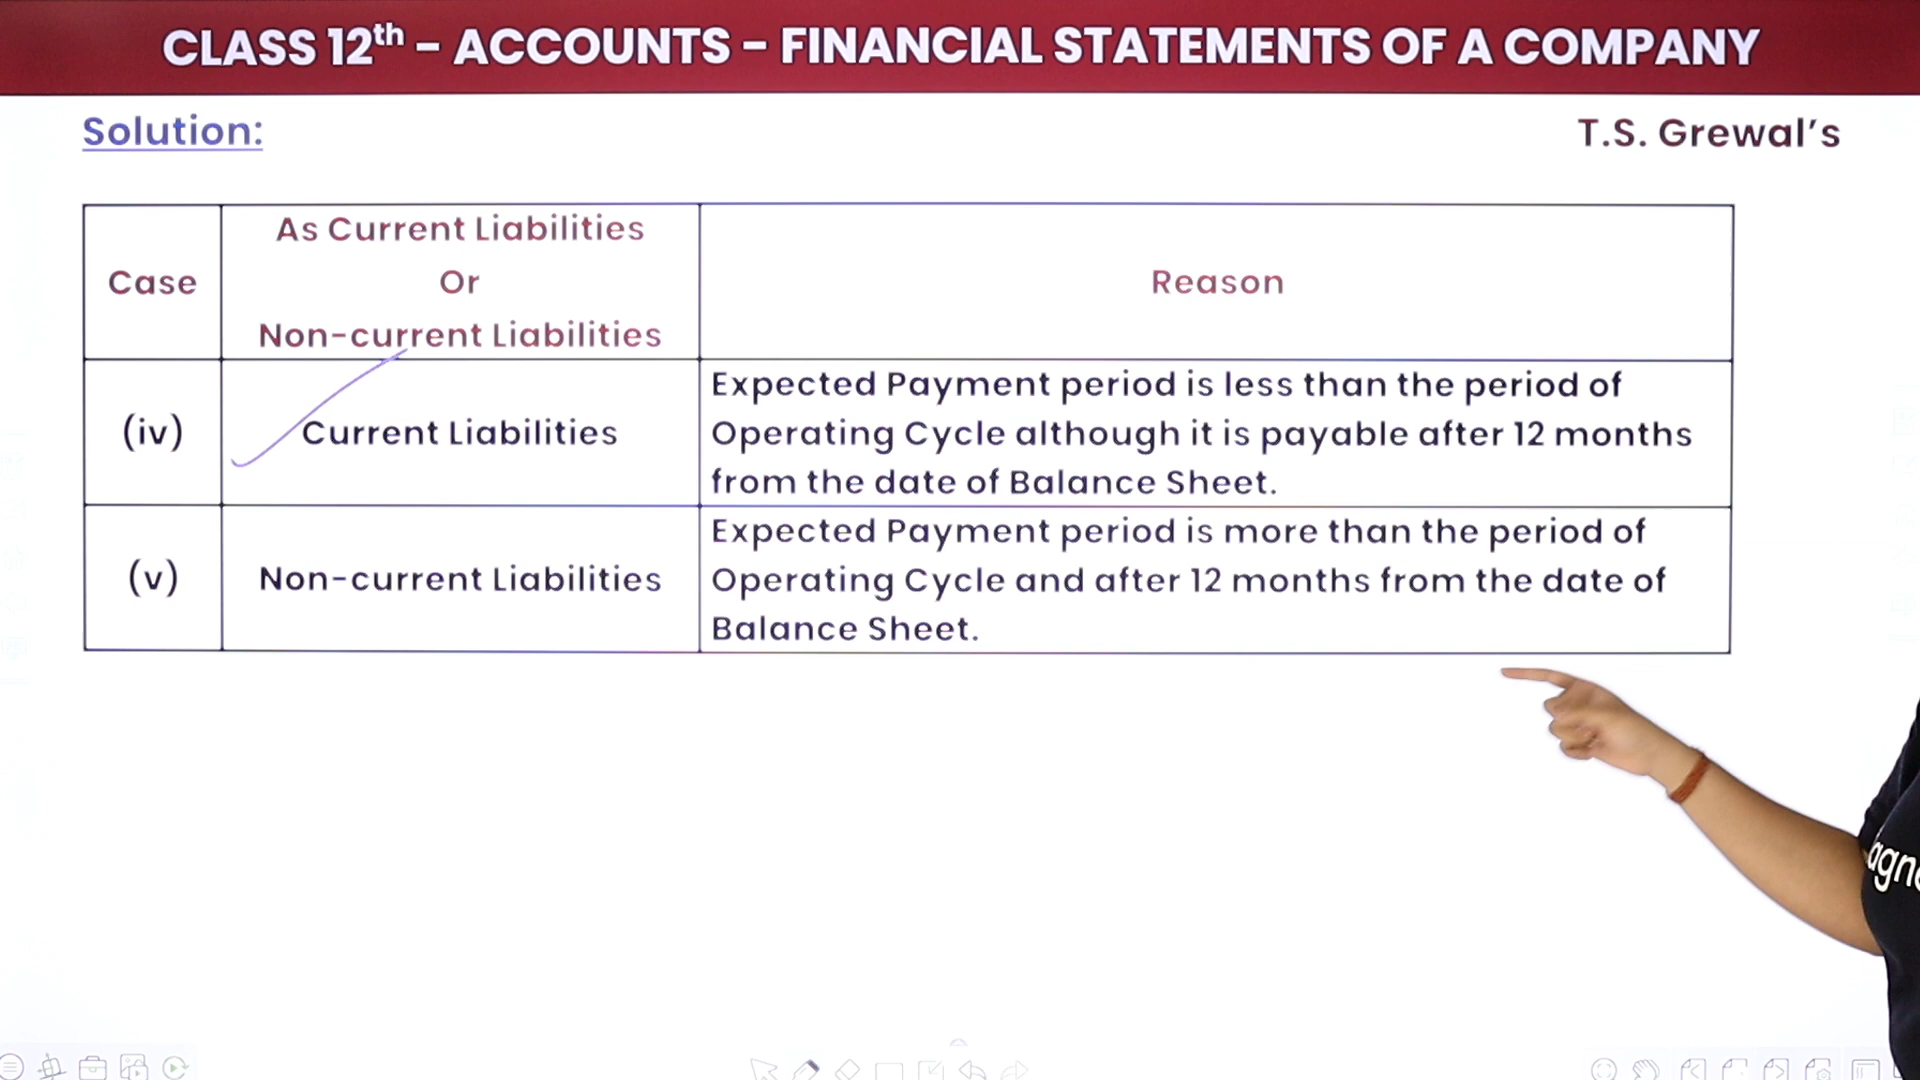 CLASS 12th – ACCOUNTS – FINANCIAL STATEMENTS OF A COMPANY
Solution:
T.S. Grewal's
Case
As Current Liabilities
Or
Non-current Liabilities
Reason
(iv)
Current Liabilities
Expected Payment period is less than the period of
Operating Cycle although it is payable after 12 months
from the date of Balance Sheet.
(v)
Non-current Liabilities
Expected Payment period is more than the period of
Operating Cycle and after 12 months from the date of
Balance Sheet.